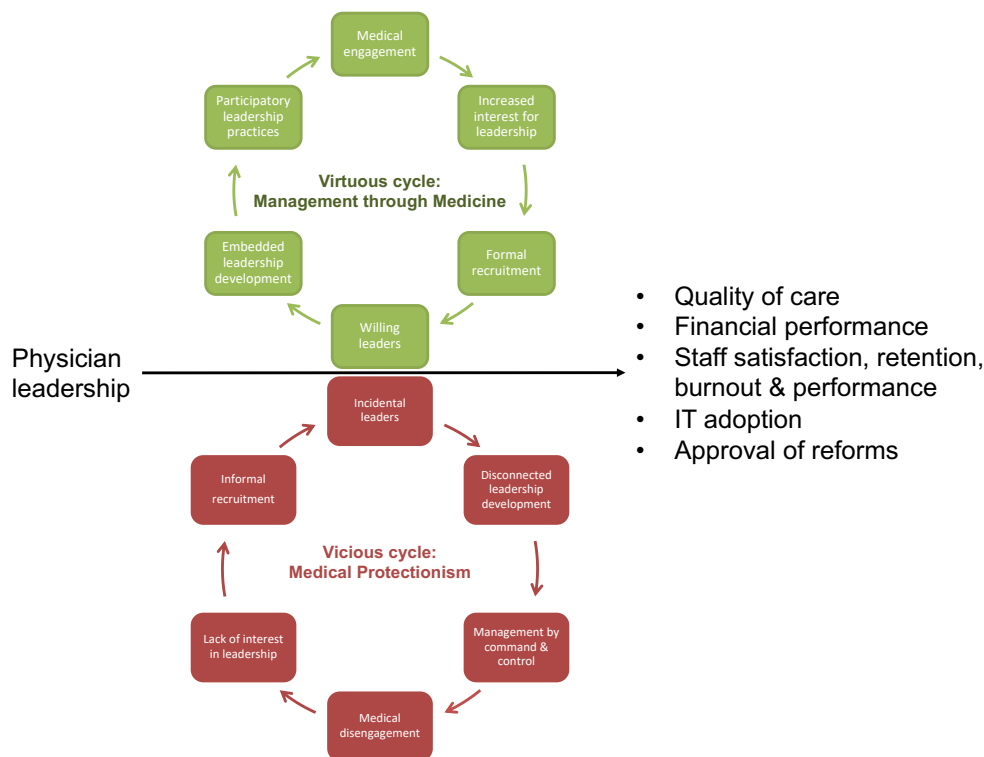 Medical
engagement
Participatory
leadership
practices
Increased
interest for
leadership
Virtuous cycle:
Management through Medicine
Embedded
leadership
development
Formal
recruitment
Willing
leaders
Physician
leadership
• Quality of care
• Financial performance
• Staff satisfaction, retention,
burnout & performance
• IT adoption
• Approval of reforms
Incidental
leaders
Informal
recruitment
Disconnected
leadership
development
Vicious cycle:
Medical Protectionism
Lack of interest
in leadership
Management by
command &
control
Medical
disengagement